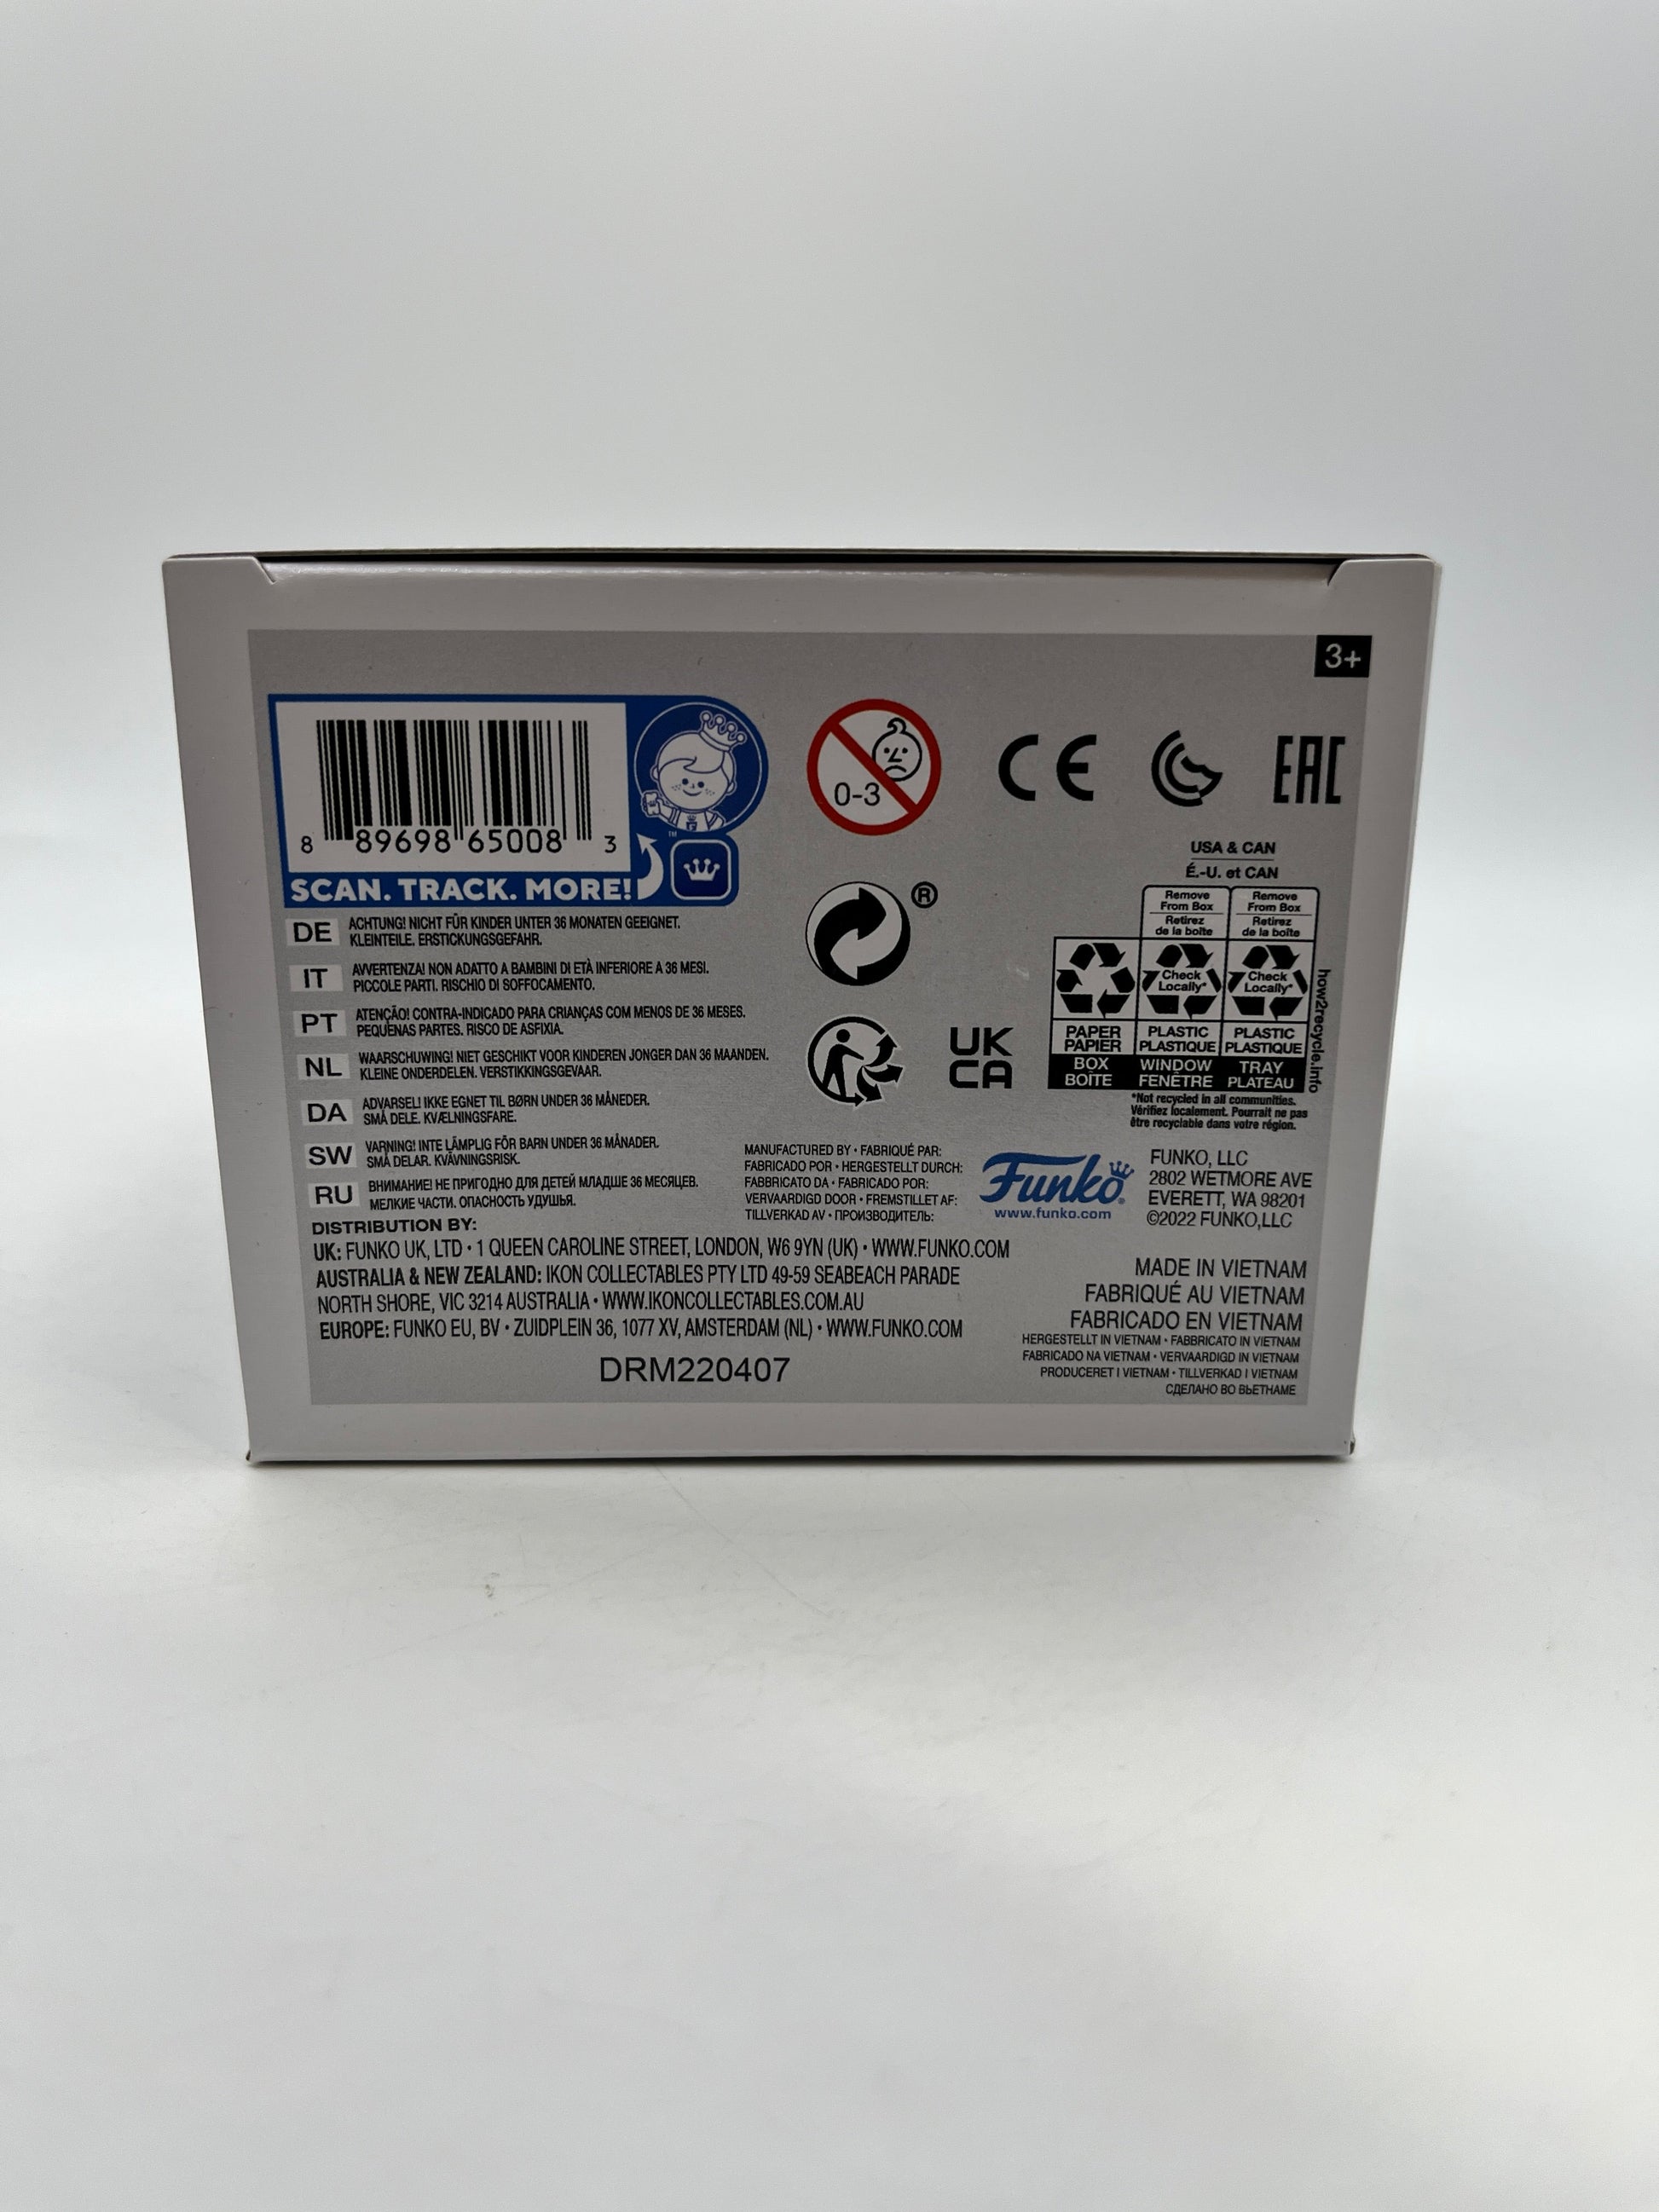 3+
8 89698 65008 3
™
SCAN. TRACK. MORE!
0-3
CE
EAC
®
UK
CA
DE
ACHTUNG! NICHT FÜR KINDER UNTER 36 MONATEN GEEIGNET.
KLEINTEILE. ERSTICKUNGSGEFAHR.
IT
AVVERTENZA! NON ADATTO A BAMBINI DI ETÀ INFERIORE A 36 MESI.
PICCOLE PARTI. RISCHIO DI SOFFOCAMENTO.
PT
ATENÇÃO! CONTRA-INDICADO PARA CRIANÇAS COM MENOS DE 36 MESES.
PEQUENAS PARTES. RISCO DE ASFIXIA.
NL
WAARSCHUWING! NIET GESCHIKT VOOR KINDEREN JONGER DAN 36 MAANDEN.
KLEINE ONDERDELEN. VERSTIKKINGSGEVAAR.
DA
ADVARSEL! IKKE EGNET TIL BØRN UNDER 36 MÅNEDER.
SMÅ DELE. KVÆLNINGSFARE.
SW
VARNING! INTE LÄMPLIG FÖR BARN UNDER 36 MÅNADER.
SMÅ DELAR. KVÄVNINGSRISK.
RU
ВНИМАНИЕ! НЕ ПРИГОДНО ДЛЯ ДЕТЕЙ МЛАДШЕ 36 МЕСЯЦЕВ.
МЕЛКИЕ ЧАСТИ. ОПАСНОСТЬ УДУШЬЯ.
USA & CAN
É.-U. et CAN
Remove
From Box
Retirez
de la boîte
Remove
From Box
Retirez
de la boîte
Check
Locally*
Check
Locally*
PAPER
PAPIER
PLASTIC
PLASTIQUE
PLASTIC
PLASTIQUE
BOX
BOÎTE
WINDOW
FENÊTRE
TRAY
PLATEAU
how2recycle.info
*Not recycled in all communities.
Vérifiez localement. Pourrait ne pas
être recyclable dans votre région.
MANUFACTURED BY • FABRIQUÉ PAR:
FABRICADO POR • HERGESTELLT DURCH:
FABBRICATO DA • FABRICADO POR:
VERVAARDIGD DOOR • FREMSTILLET AF:
TILLVERKAD AV • ПРОИЗВОДИТЕЛЬ:
Funko®
www.funko.com
FUNKO, LLC
2802 WETMORE AVE
EVERETT, WA 98201
©2022 FUNKO,LLC
DISTRIBUTION BY:
UK: FUNKO UK, LTD • 1 QUEEN CAROLINE STREET, LONDON, W6 9YN (UK) • WWW.FUNKO.COM
AUSTRALIA & NEW ZEALAND: IKON COLLECTABLES PTY LTD 49-59 SEABEACH PARADE
NORTH SHORE, VIC 3214 AUSTRALIA • WWW.IKONCOLLECTABLES.COM.AU
EUROPE: FUNKO EU, BV • ZUIDPLEIN 36, 1077 XV, AMSTERDAM (NL) • WWW.FUNKO.COM
DRM220407
MADE IN VIETNAM
FABRIQUÉ AU VIETNAM
FABRICADO EN VIETNAM
HERGESTELLT IN VIETNAM • FABBRICATO IN VIETNAM
FABRICADO NA VIETNAM • VERVAARDIGD IN VIETNAM
PRODUCERET I VIETNAM • TILLVERKAD I VIETNAM
СДЕЛАНО ВО ВЬЕТНАМЕ